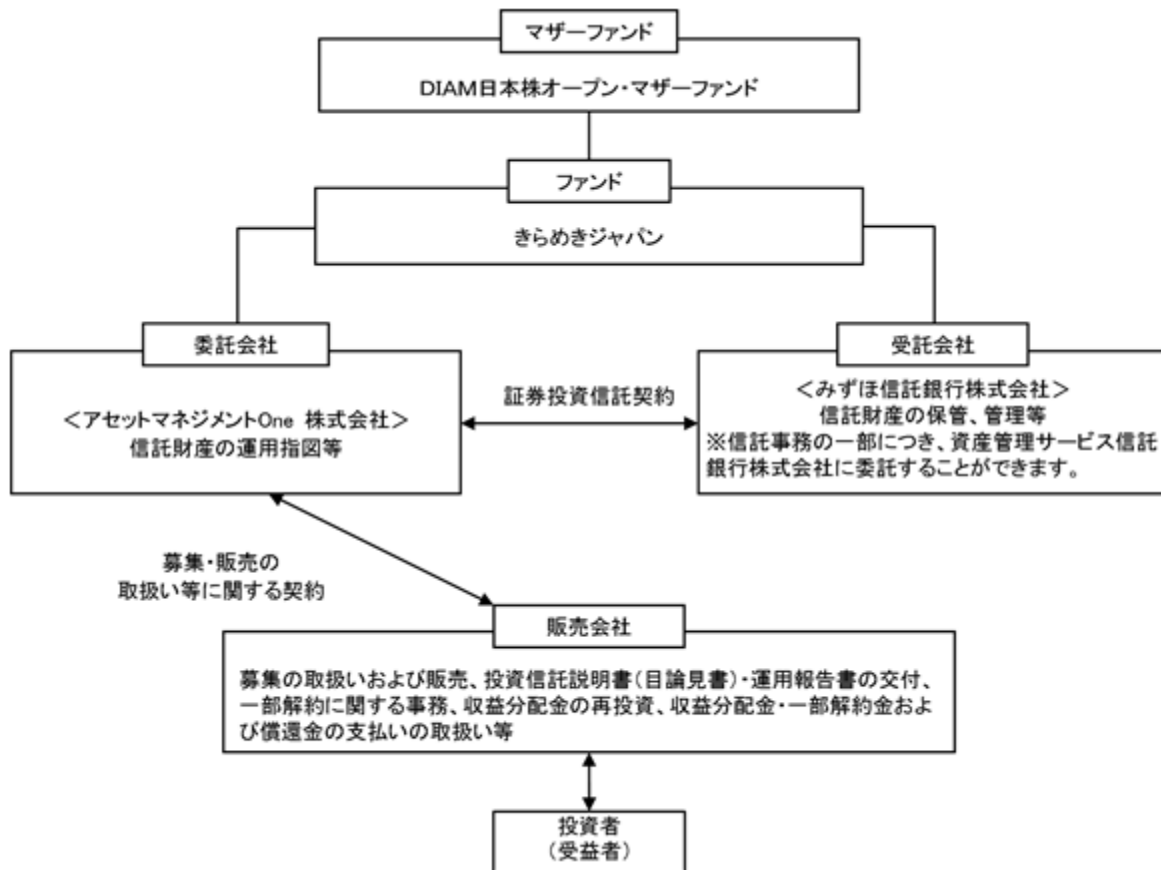 マザーファンド
DIAM日本株オープン・マザーファンド
ファンド
きらめきジャパン
委託会社
＜アセットマネジメントOne 株式会社＞
信託財産の運用指図等
証券投資信託契約
受託会社
＜みずほ信託銀行株式会社＞
信託財産の保管、管理等
※信託事務の一部につき、資産管理サービス信託
銀行株式会社に委託することができます。
募集・販売の
取扱い等に関する契約
販売会社
募集の取扱いおよび販売、投資信託説明書（目論見書）・運用報告書の交付、
一部解約に関する事務、収益分配金の再投資、収益分配金・一部解約金およ
び償還金の支払いの取扱い等
投資者
（受益者）